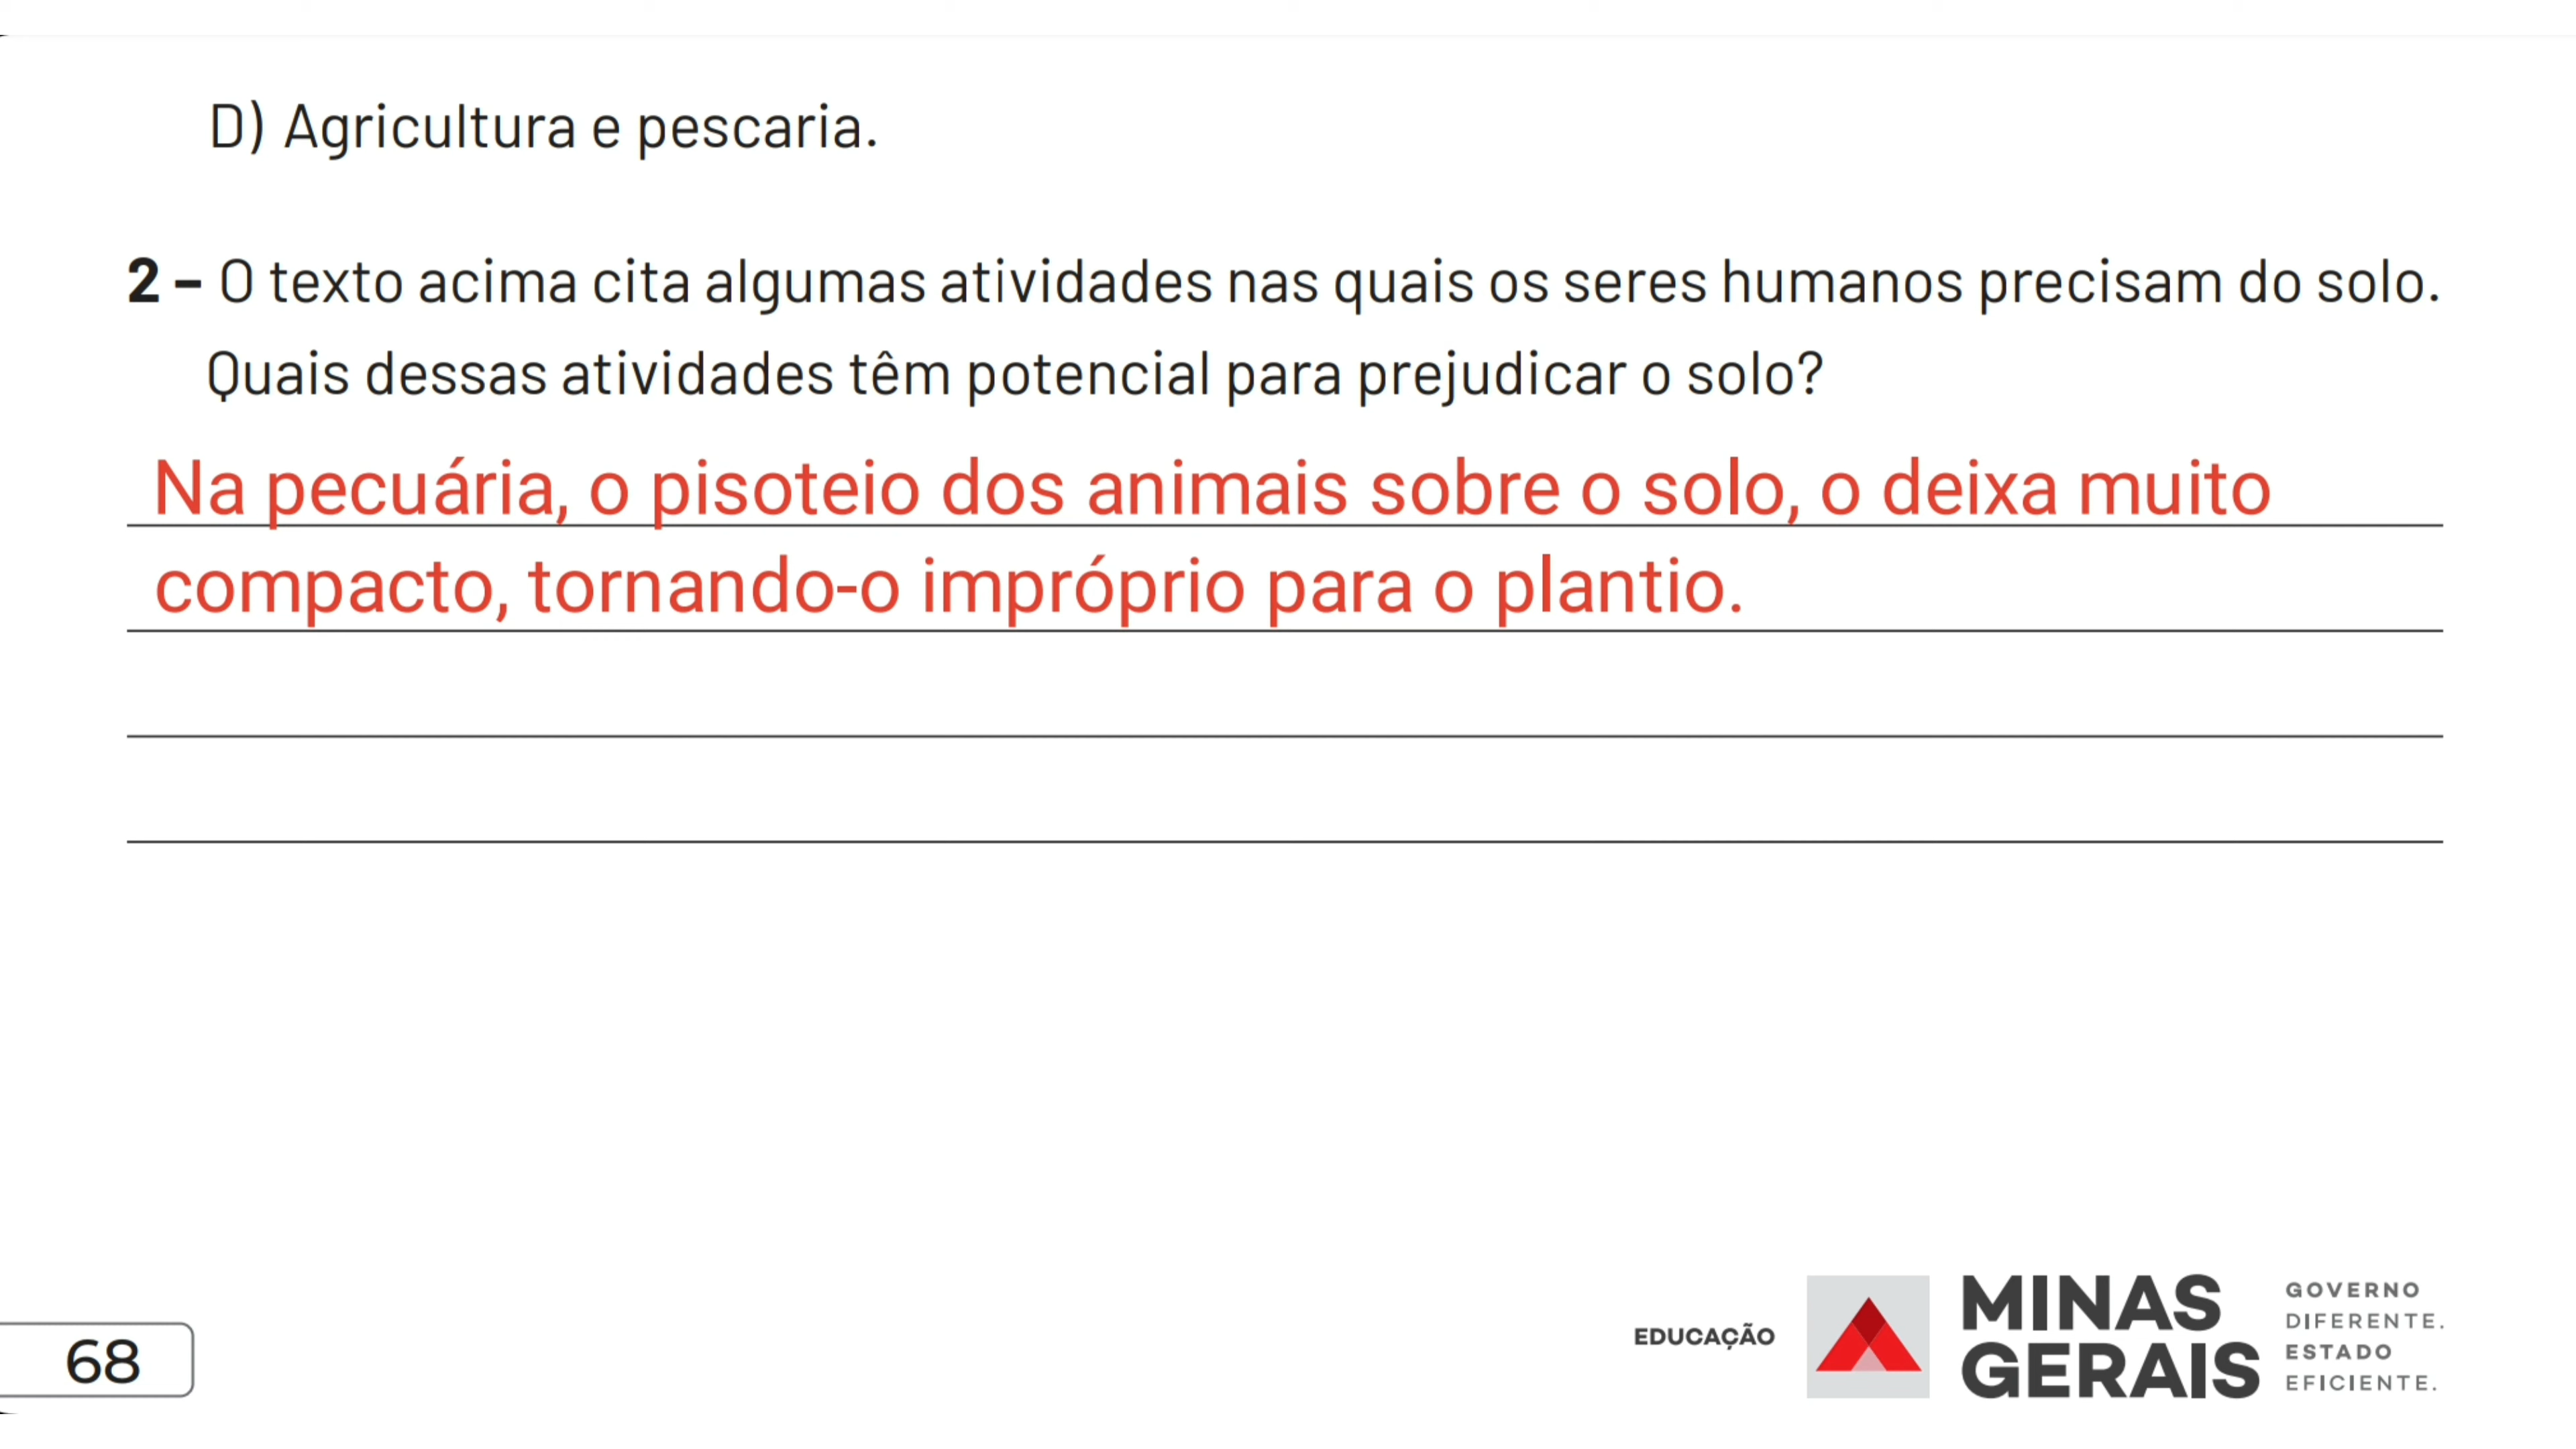 D) Agricultura e pescaria.
2 – O texto acima cita algumas atividades nas quais os seres humanos precisam do solo.
Quais dessas atividades têm potencial para prejudicar o solo?
Na pecuária, o pisoteio dos animais sobre o solo, o deixa muito
compacto, tornando-o impróprio para o plantio.
68
EDUCAÇÃO
MINAS
GERAIS
GOVERNO
DIFERENTE.
ESTADO
EFICIENTE.